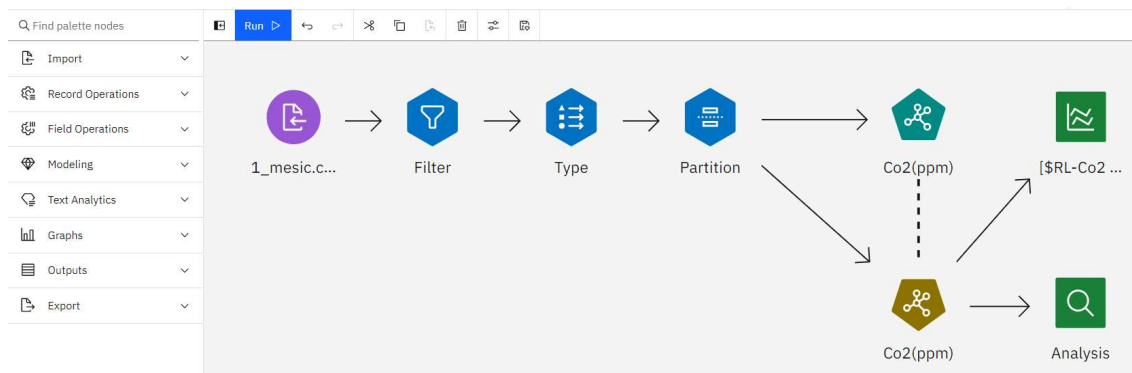 Find palette nodes
Run
Import
Record Operations
Field Operations
Modeling
Text Analytics
Graphs
Outputs
Export
1_mesic.c...
Filter
Type
Partition
Co2(ppm)
[$RL-Co2 ...
Co2(ppm)
Analysis